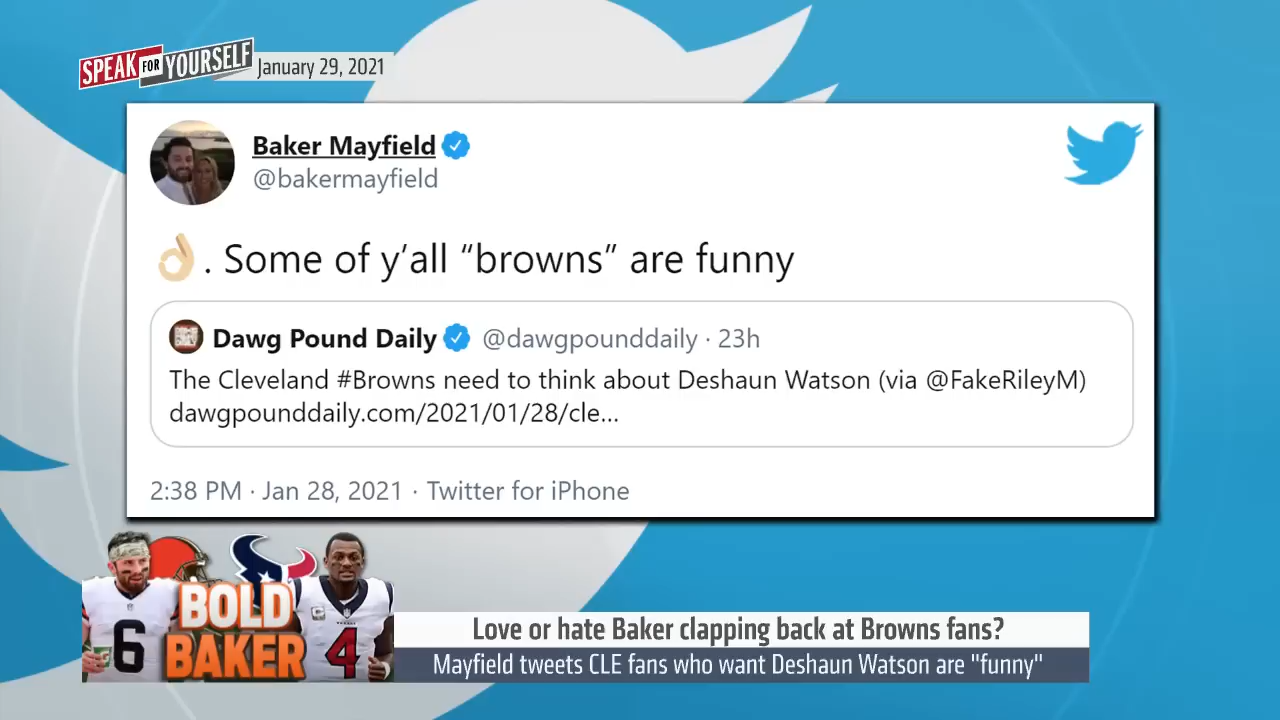 SPEAK FOR YOURSELF
January 29, 2021
Baker Mayfield
@bakermayfield
👌🏼. Some of y’all “browns” are funny
Dawg Pound Daily @dawgpounddaily · 23h
The Cleveland #Browns need to think about Deshaun Watson (via @FakeRileyM)
dawgpounddaily.com/2021/01/28/cle...
2:38 PM · Jan 28, 2021 · Twitter for iPhone
BOLD
BAKER
6
4
Love or hate Baker clapping back at Browns fans?
Mayfield tweets CLE fans who want Deshaun Watson are "funny"